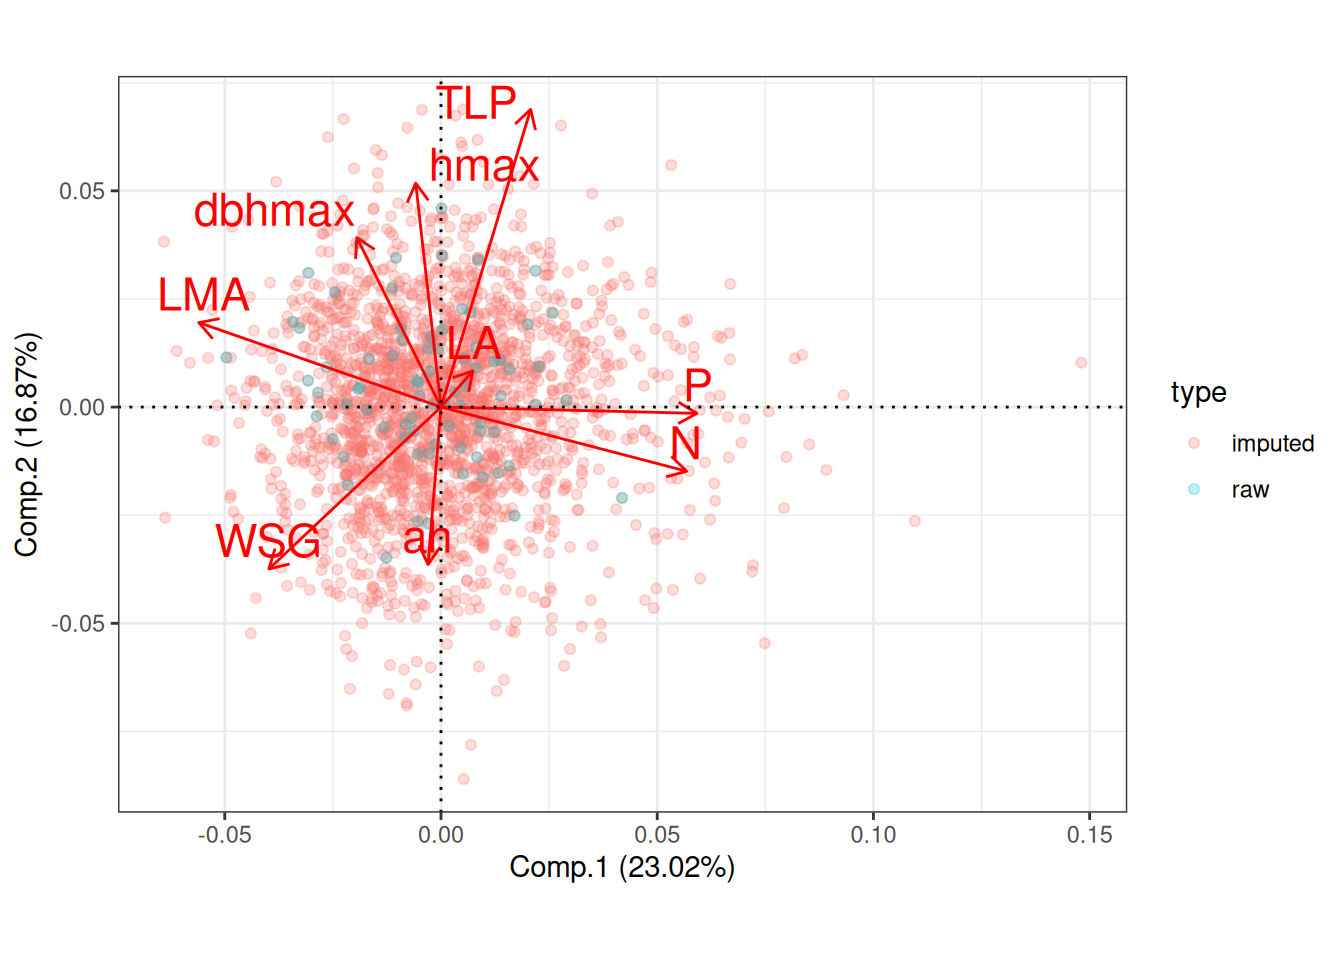 TLP
hmax
dbhmax
LMA
LA
P
N
WSG
ah
0.05
0.00
-0.05
-0.05 0.00 0.05 0.10 0.15
Comp.1 (23.02%)
Comp.2 (16.87%)
type
imputed
raw